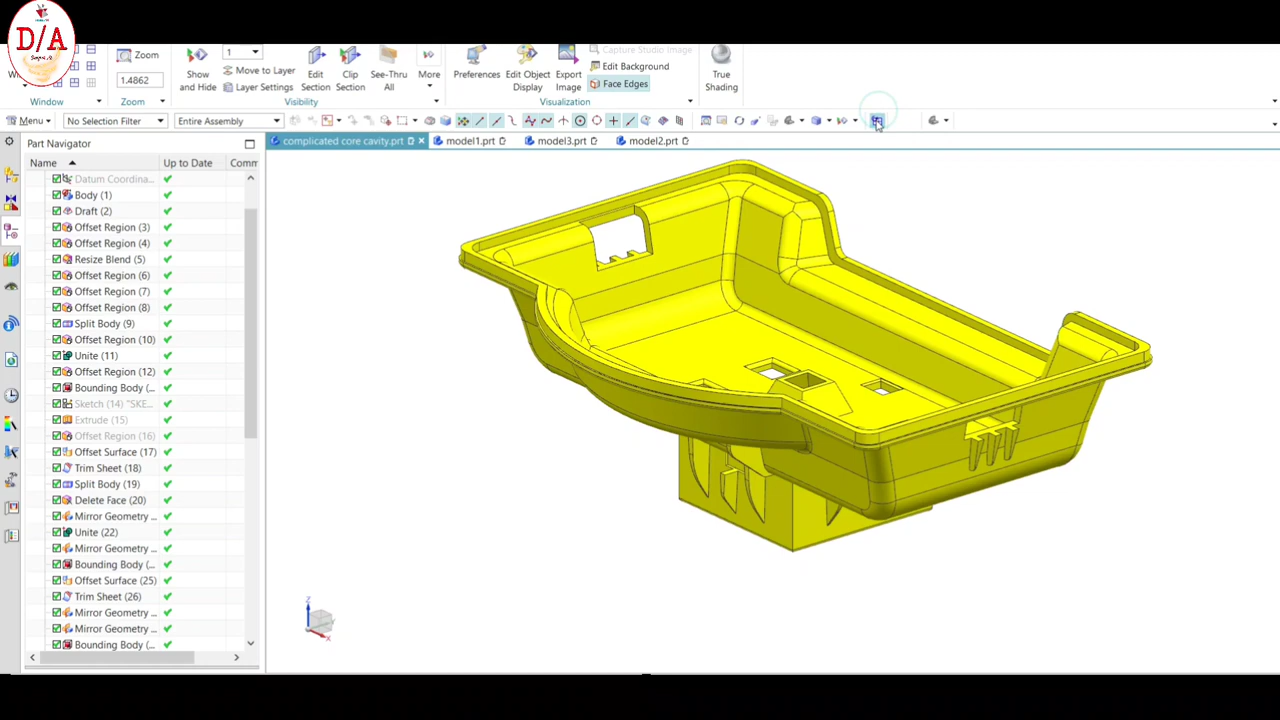 D/A
Window
Zoom
1.4862
Zoom
Show
and Hide
1
Move to Layer
Layer Settings
Edit
Section
Clip
Section
See-Thru
All
More
Visibility
Preferences
Edit Object
Display
Export
Image
Capture Studio Image
Edit Background
Face Edges
Visualization
True
Shading
Menu
No Selection Filter
Entire Assembly
complicated core cavity.prt
model1.prt
model3.prt
model2.prt
Part Navigator
Name
Up to Date
Comm
Datum Coordina...
Body (1)
Draft (2)
Offset Region (3)
Offset Region (4)
Resize Blend (5)
Offset Region (6)
Offset Region (7)
Offset Region (8)
Split Body (9)
Offset Region (10)
Unite (11)
Offset Region (12)
Bounding Body (...
Sketch (14) "SKE...
Extrude (15)
Offset Region (16)
Offset Surface (17)
Trim Sheet (18)
Split Body (19)
Delete Face (20)
Mirror Geometry ...
Unite (22)
Mirror Geometry ...
Bounding Body (...
Offset Surface (25)
Trim Sheet (26)
Mirror Geometry ...
Mirror Geometry ...
Bounding Body (...
Z
X